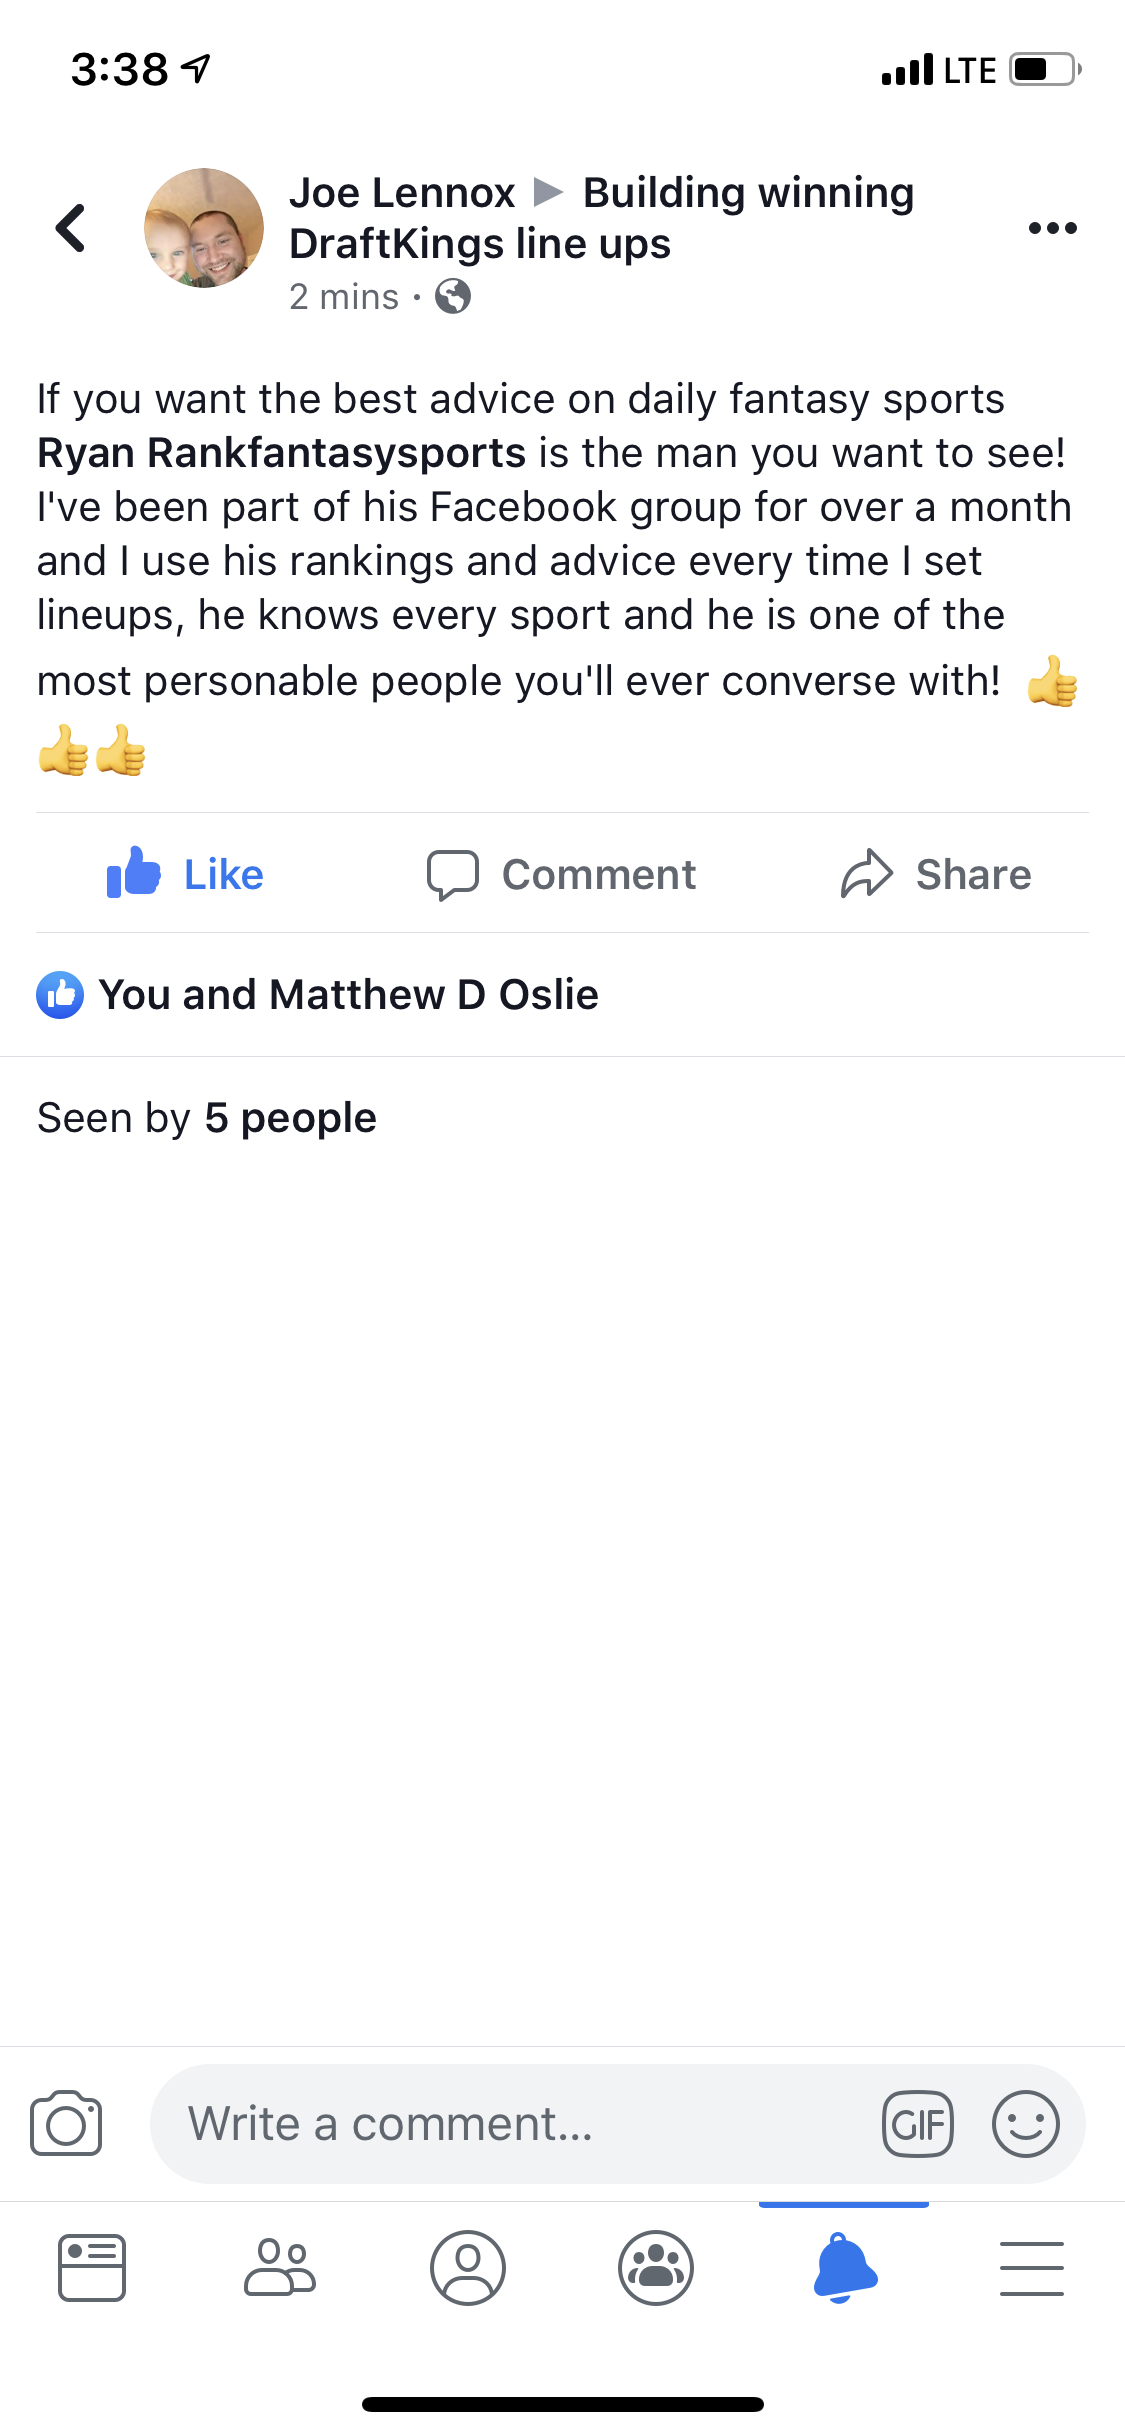 3:38 LTE
Joe Lennox ▶ Building winning
DraftKings line ups
2 mins ·
If you want the best advice on daily fantasy sports
Ryan Rankfantasysports is the man you want to see!
I've been part of his Facebook group for over a month
and I use his rankings and advice every time I set
lineups, he knows every sport and he is one of the
most personable people you'll ever converse with! 👍
👍👍
Like Comment Share
You and Matthew D Oslie
Seen by 5 people
Write a comment... GIF